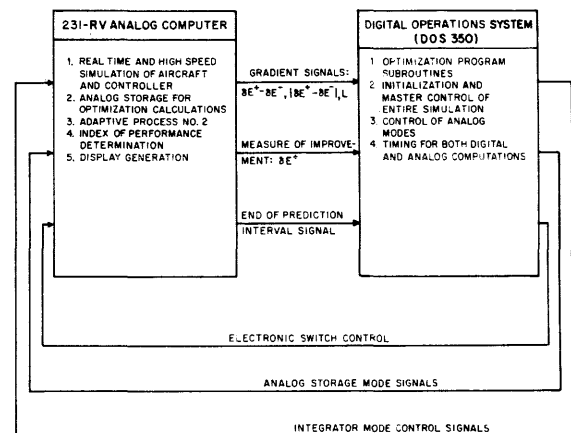 231-RV ANALOG COMPUTER
1. REAL TIME AND HIGH SPEED
SIMULATION OF AIRCRAFT
AND CONTROLLER
2. ANALOG STORAGE FOR
OPTIMIZATION CALCULATIONS
3. ADAPTIVE PROCESS NO. 2
4. INDEX OF PERFORMANCE
DETERMINATION
5. DISPLAY GENERATION
GRADIENT SIGNALS:
δE⁺-δE⁻, |δE⁺-δE⁻|, L
MEASURE OF IMPROVE-
MENT: δE⁺
END OF PREDICTION
INTERVAL SIGNAL
DIGITAL OPERATIONS SYSTEM
(DOS 350)
1 OPTIMIZATION PROGRAM
SUBROUTINES
2 INITIALIZATION AND
MASTER CONTROL OF
ENTIRE SIMULATION
3 CONTROL OF ANALOG
MODES
4 TIMING FOR BOTH DIGITAL
AND ANALOG COMPUTATIONS
ELECTRONIC SWITCH CONTROL
ANALOG STORAGE MODE SIGNALS
INTEGRATOR MODE CONTROL SIGNALS